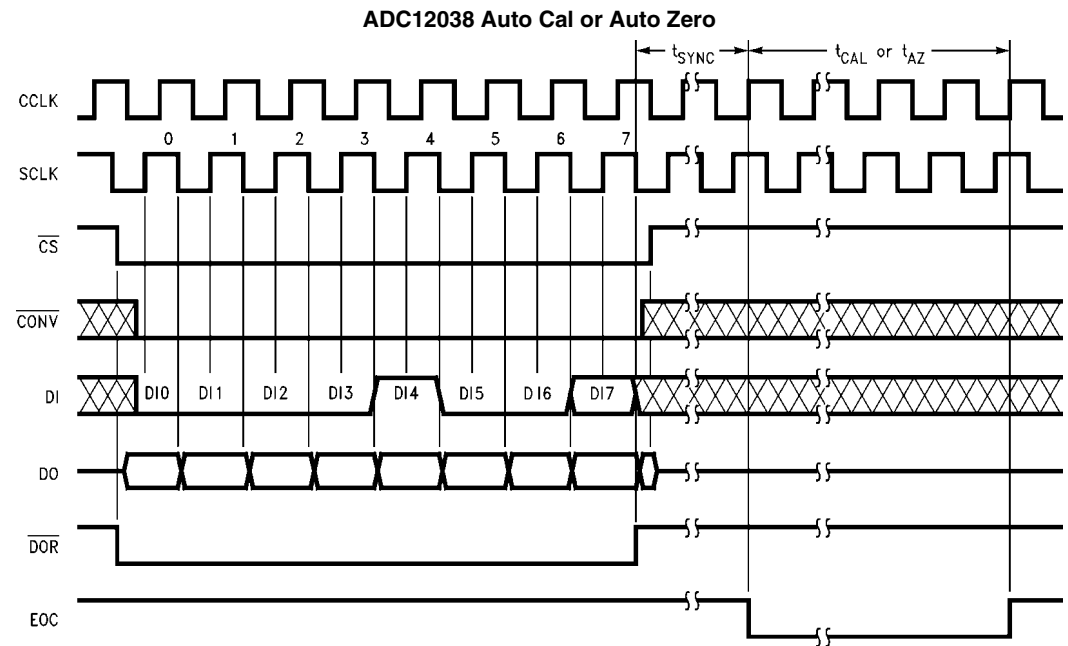 ADC12038 Auto Cal or Auto Zero
tSYNC tCAL or tAZ
CCLK
0 1 2 3 4 5 6 7
SCLK
CS
CONV
DI DI0 DI1 DI2 DI3 DI4 DI5 DI6 DI7
DO
DOR
EOC